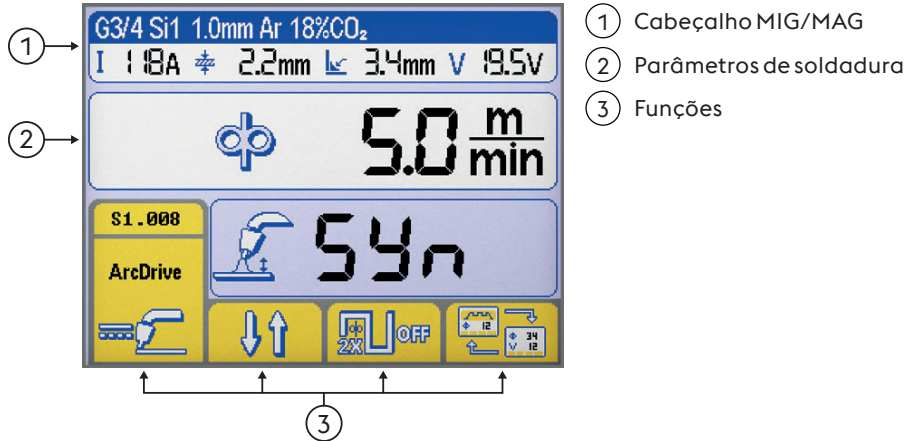 G3/4 Si1 1.0mm Ar 18%CO₂
I 118A 2.2mm 3.4mm V 19.5V
5.0 m/min
S1.008
ArcDrive
Syn
2X OFF
12
34
V 12
1 Cabeçalho MIG/MAG
2 Parâmetros de soldadura
3 Funções
1
2
3